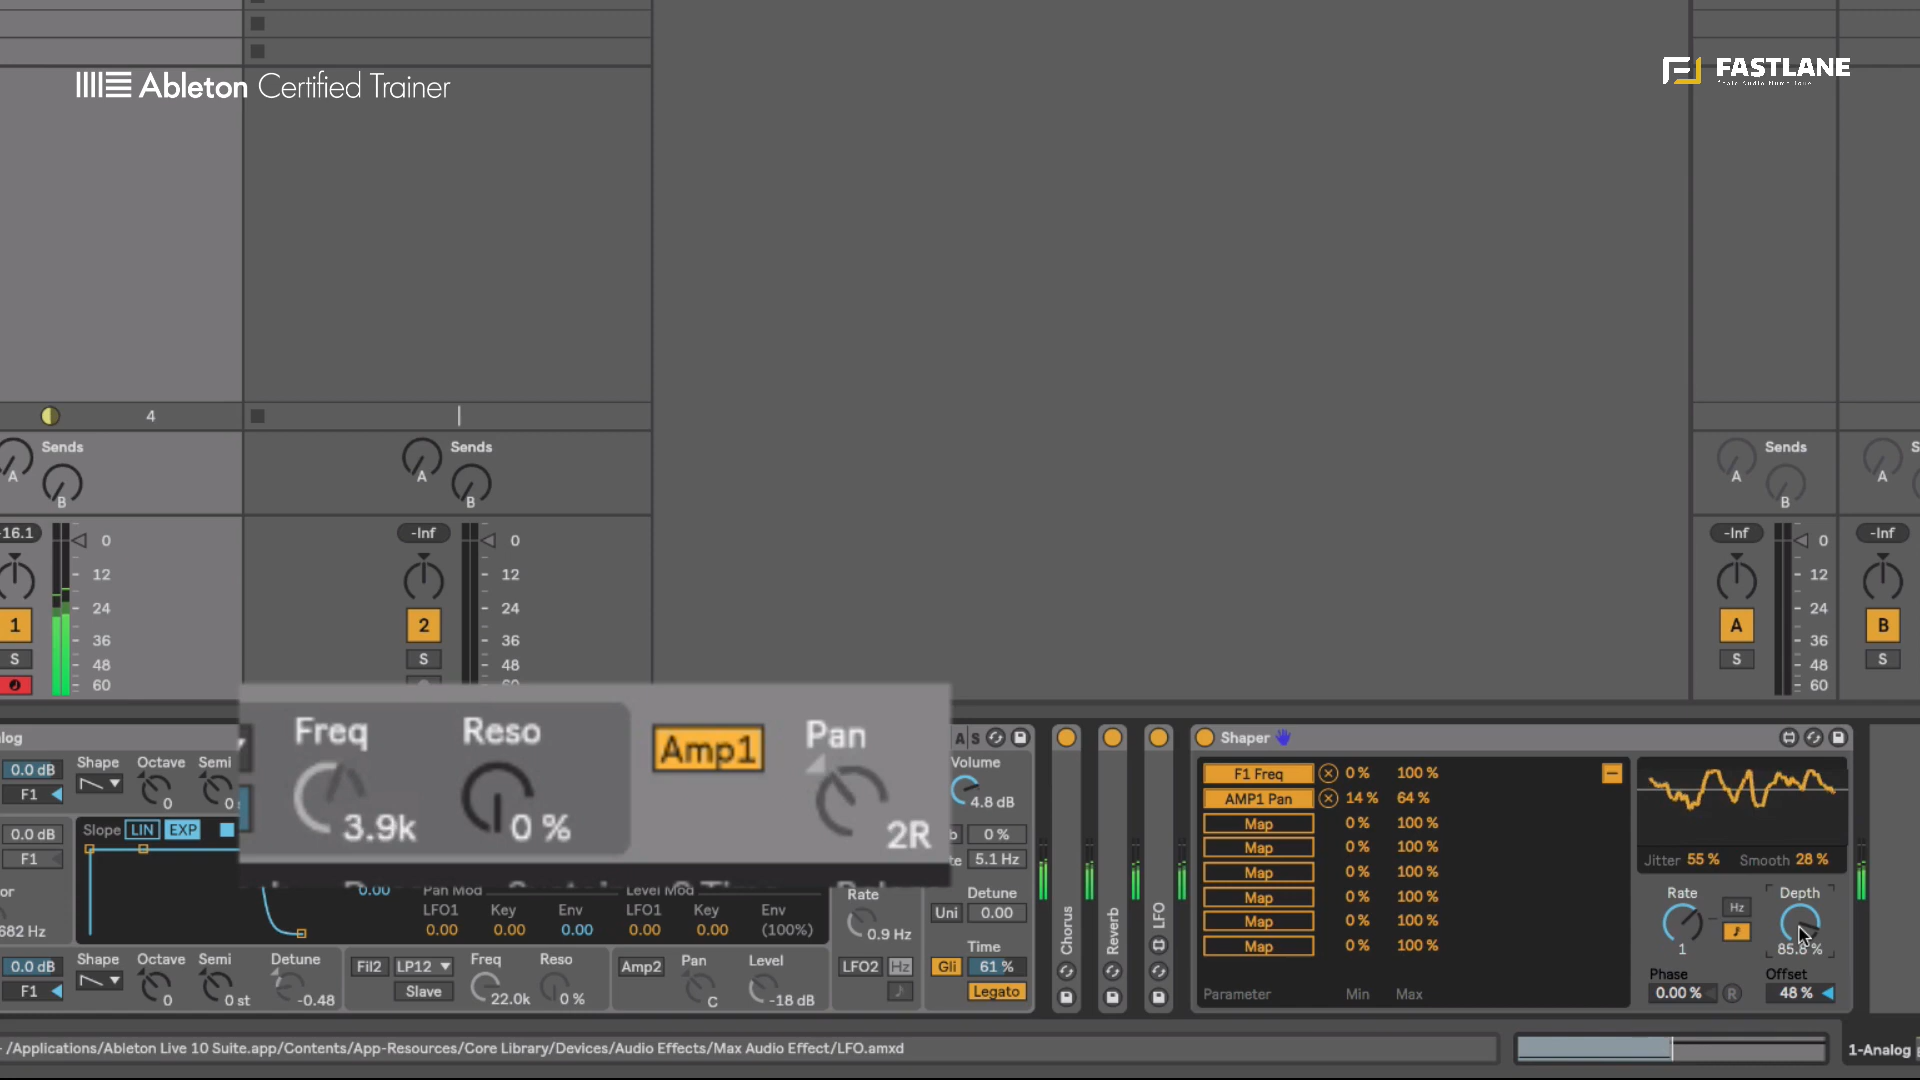 Ableton Certified Trainer
FASTLANE
4
Sends
A
B
Sends
A
B
Sends
A
B
A
-16.1
0
12
24
36
48
60
1
S
-Inf
0
12
24
36
48
60
2
S
-Inf
0
12
24
36
48
60
A
S
-Inf
B
S
Freq
Reso
Amp1
Pan
3.9k
0 %
2R
0.0 dB
F1
Shape
Octave
Semi
0
0.0 dB
F1
Slope LIN EXP
682 Hz
0.00
Pan Mod
Level Mod
LFO1
Key
Env
LFO1
Key
Env
0.00
0.00
0.00
0.00
0.00
(100%)
0.0 dB
F1
Shape
Octave
Semi
Detune
0
0 st
-0.48
Fil2
LP12
Slave
Freq
Reso
22.0k
0 %
Amp2
Pan
Level
C
-18 dB
Rate
0.9 Hz
LFO2
Hz
A S
Volume
4.8 dB
0 %
5.1 Hz
Detune
Uni
0.00
Time
Gli
61 %
Legato
Chorus
Reverb
LFO
Shaper
F1 Freq 0 % 100 %
AMP1 Pan 14 % 64 %
Map 0 % 100 %
Map 0 % 100 %
Map 0 % 100 %
Map 0 % 100 %
Map 0 % 100 %
Map 0 % 100 %
Parameter Min Max
Jitter 55 % Smooth 28 %
Rate
Hz
Depth
1
85.8 %
Phase
Offset
0.00 %
R
48 %
/Applications/Ableton Live 10 Suite.app/Contents/App-Resources/Core Library/Devices/Audio Effects/Max Audio Effect/LFO.amxd
1-Analog